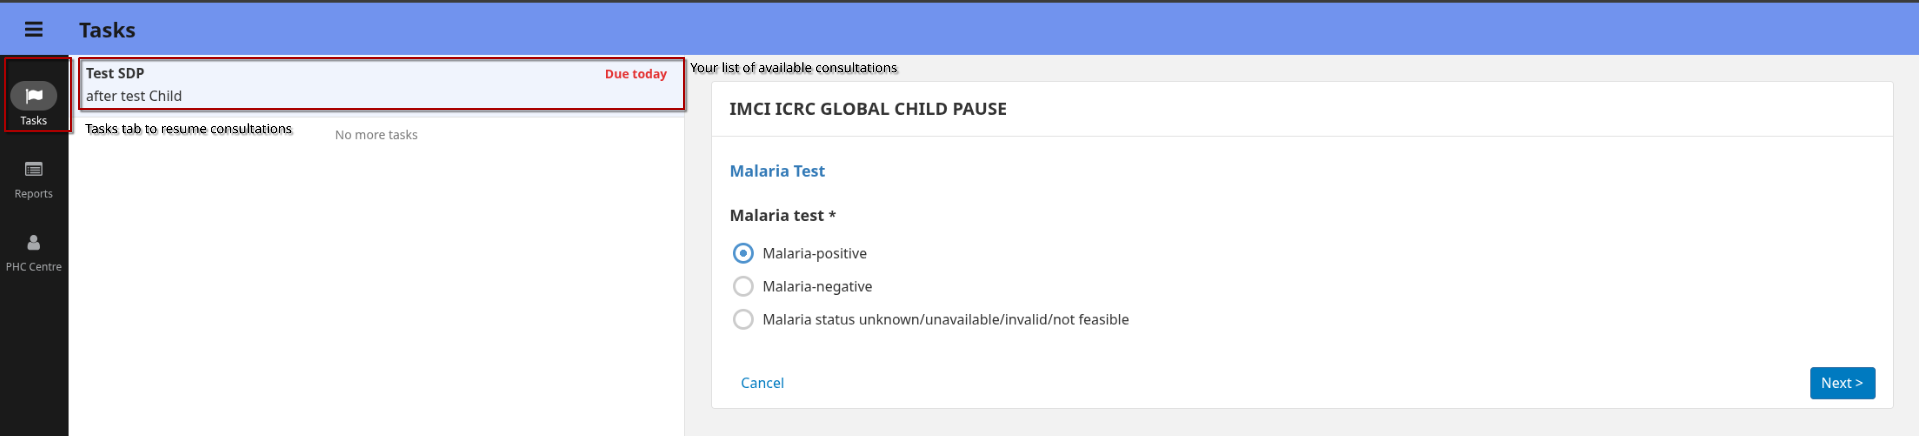 Tasks
Tasks
Reports
PHC Centre
Test SDP
Due today
after test Child
Your list of available consultations
Tasks tab to resume consultations
No more tasks
IMCI ICRC GLOBAL CHILD PAUSE
Malaria Test
Malaria test *
Malaria-positive
Malaria-negative
Malaria status unknown/unavailable/invalid/not feasible
Cancel
Next >